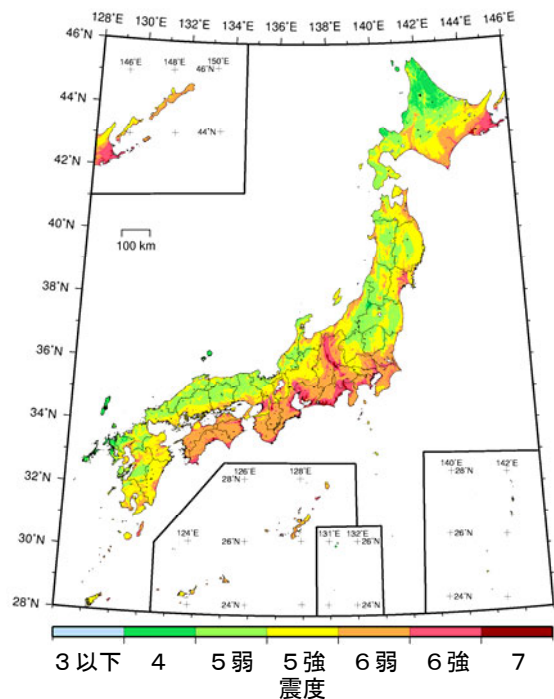 128°E 130°E 132°E 134°E 136°E 138°E 140°E 142°E 144°E 146°E
46°N
146°E 148°E 150°E
46°N
44°N
44°N
42°N
40°N
100 km
38°N
36°N
34°N
32°N
126°E 128°E
28°N
140°E 142°E
28°N
30°N
124°E
26°N
131°E 132°E
26°N
26°N
28°N
24°N
24°N
24°N
3以下 4 5弱 5強 6弱 6強 7
震度